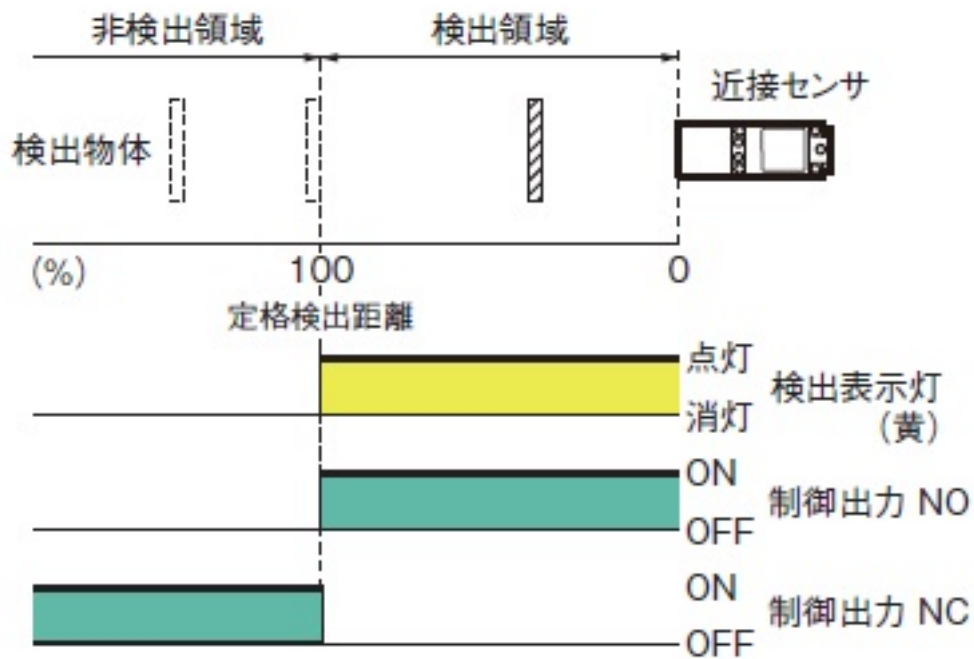 非検出領域
検出領域
近接センサ
検出物体
(%)
100
0
定格検出距離
点灯
消灯
検出表示灯
(黄)
ON
OFF
制御出力 NO
ON
OFF
制御出力 NC